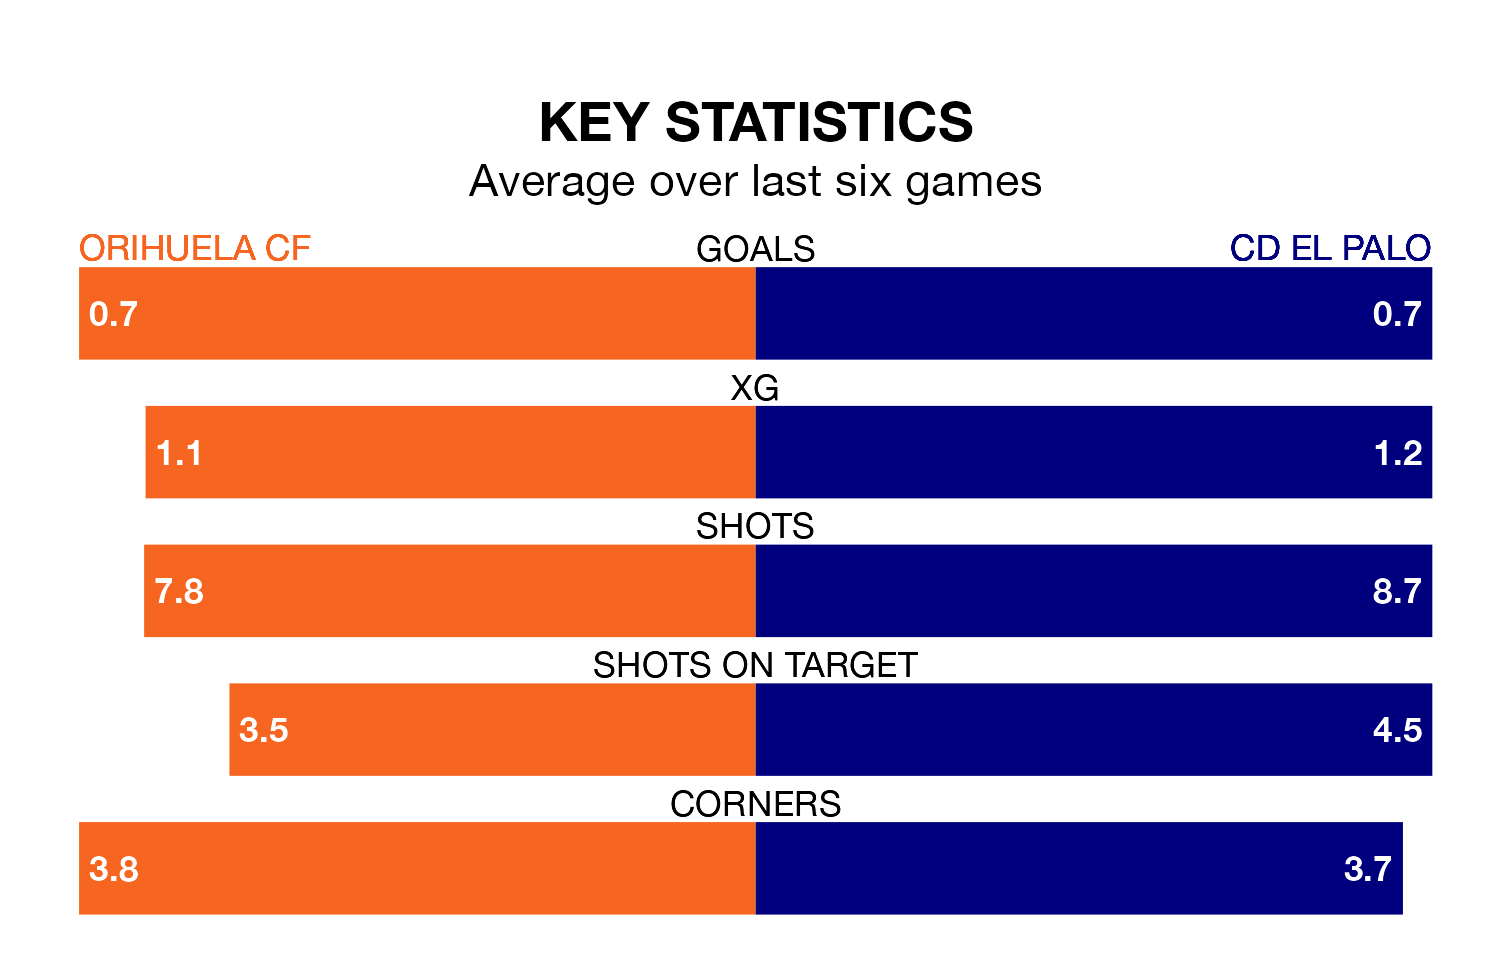 KEY STATISTICS
Average over last six games
ORIHUELA CF GOALS CD EL PALO
0.7 0.7
XG
1.1 1.2
SHOTS
7.8 8.7
SHOTS ON TARGET
3.5 4.5
CORNERS
3.8 3.7